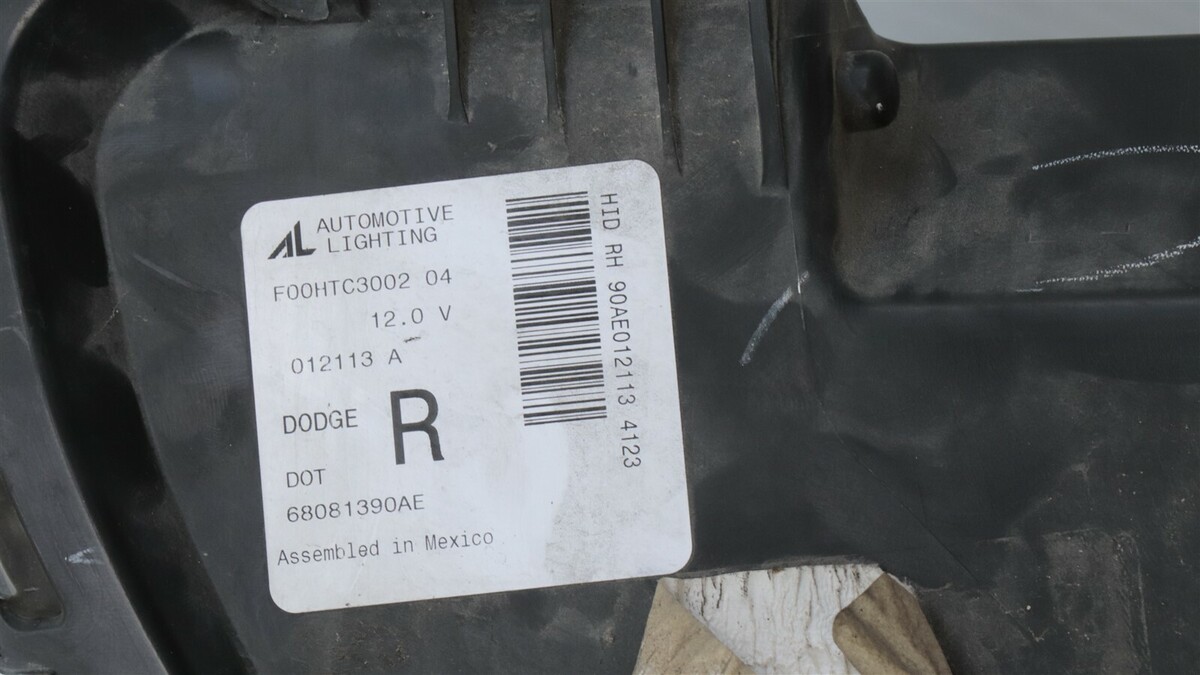 AL AUTOMOTIVE
LIGHTING
F00HTC3002 04
12.0 V
012113 A
DODGE R
DOT
68081390AE
Assembled in Mexico
HID RH 90AE012113 4123